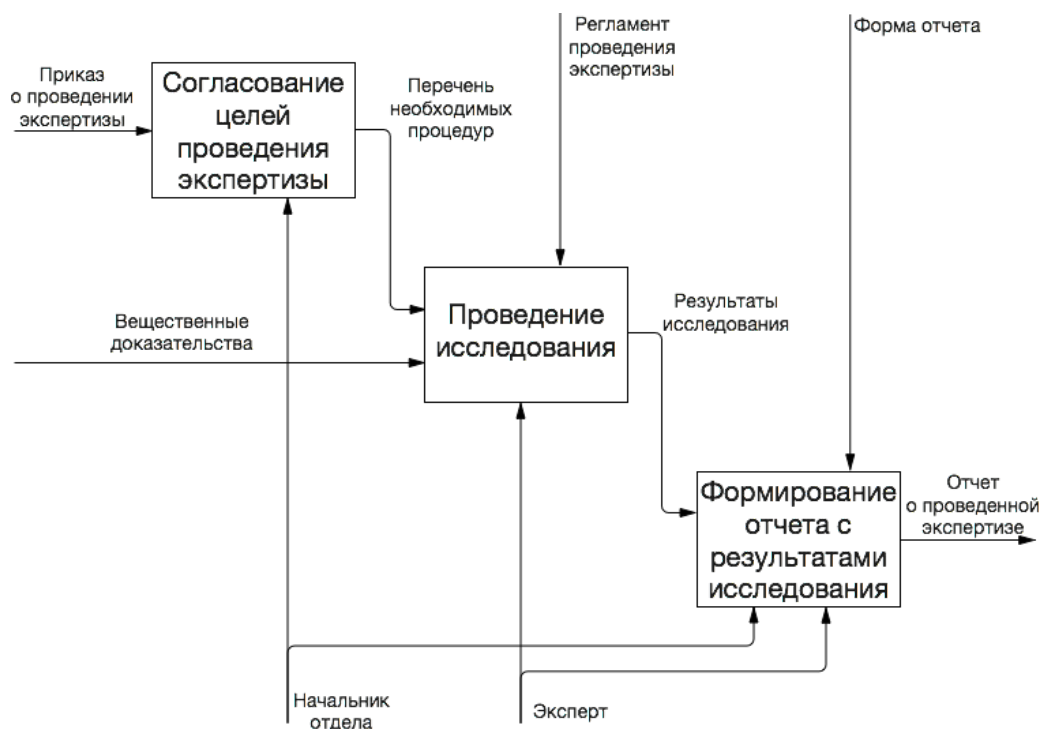 Приказ
о проведении
экспертизы
Согласование
целей
проведения
экспертизы
Перечень
необходимых
процедур
Регламент
проведения
экспертизы
Форма отчета
Вещественные
доказательства
Проведение
исследования
Результаты
исследования
Формирование
отчета с
результатами
исследования
Отчет
о проведенной
экспертизе
Начальник
отдела
Эксперт